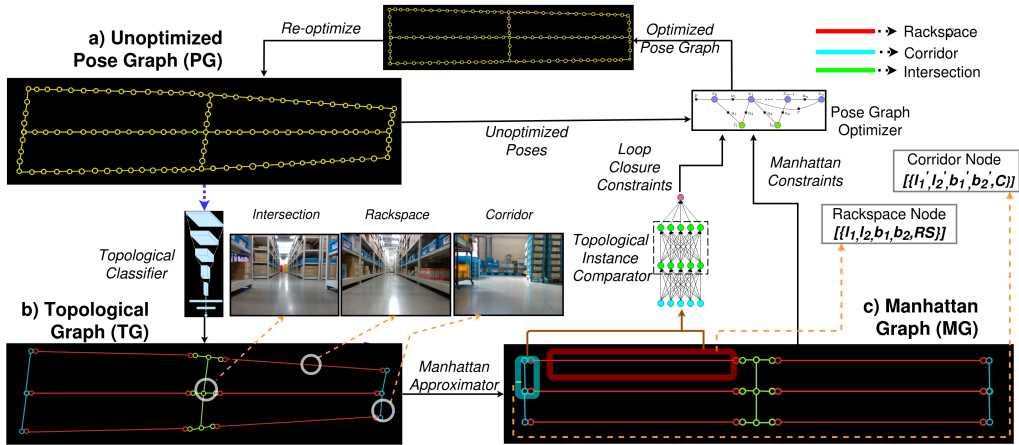 a) Unoptimized
Pose Graph (PG)
Re-optimize
Optimized
Pose Graph
Rackspace
Corridor
Intersection
Unoptimized
Poses
Pose Graph
Optimizer
Loop
Closure
Constraints
Manhattan
Constraints
Corridor Node
[{l₁′,l₂′,b₁′,b₂′,C}]
Rackspace Node
[{l₁,l₂,b₁,b₂,RS}]
Topological
Classifier
Intersection
Rackspace
Corridor
Topological
Instance
Comparator
b) Topological
Graph (TG)
c) Manhattan
Graph (MG)
Manhattan
Approximator